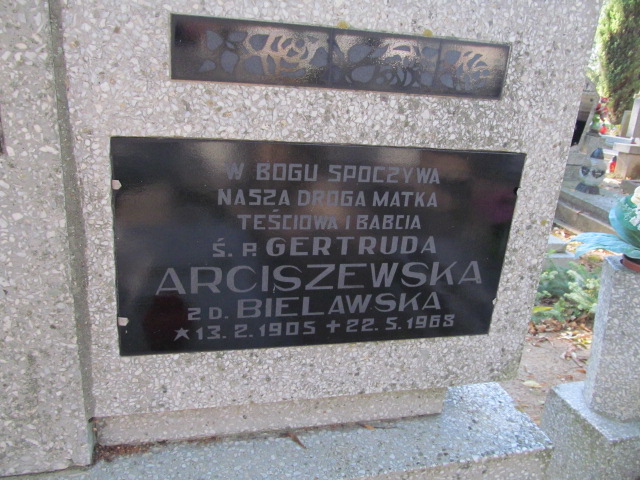 W BOGU SPOCZYWA
NASZA DROGA MATKA
TEŚCIOWA I BABCIA
Ś. P. GERTRUDA
ARCISZEWSKA
Z D. BIELAWSKA
★13. 2. 1905 ✝ 22. 5. 1963